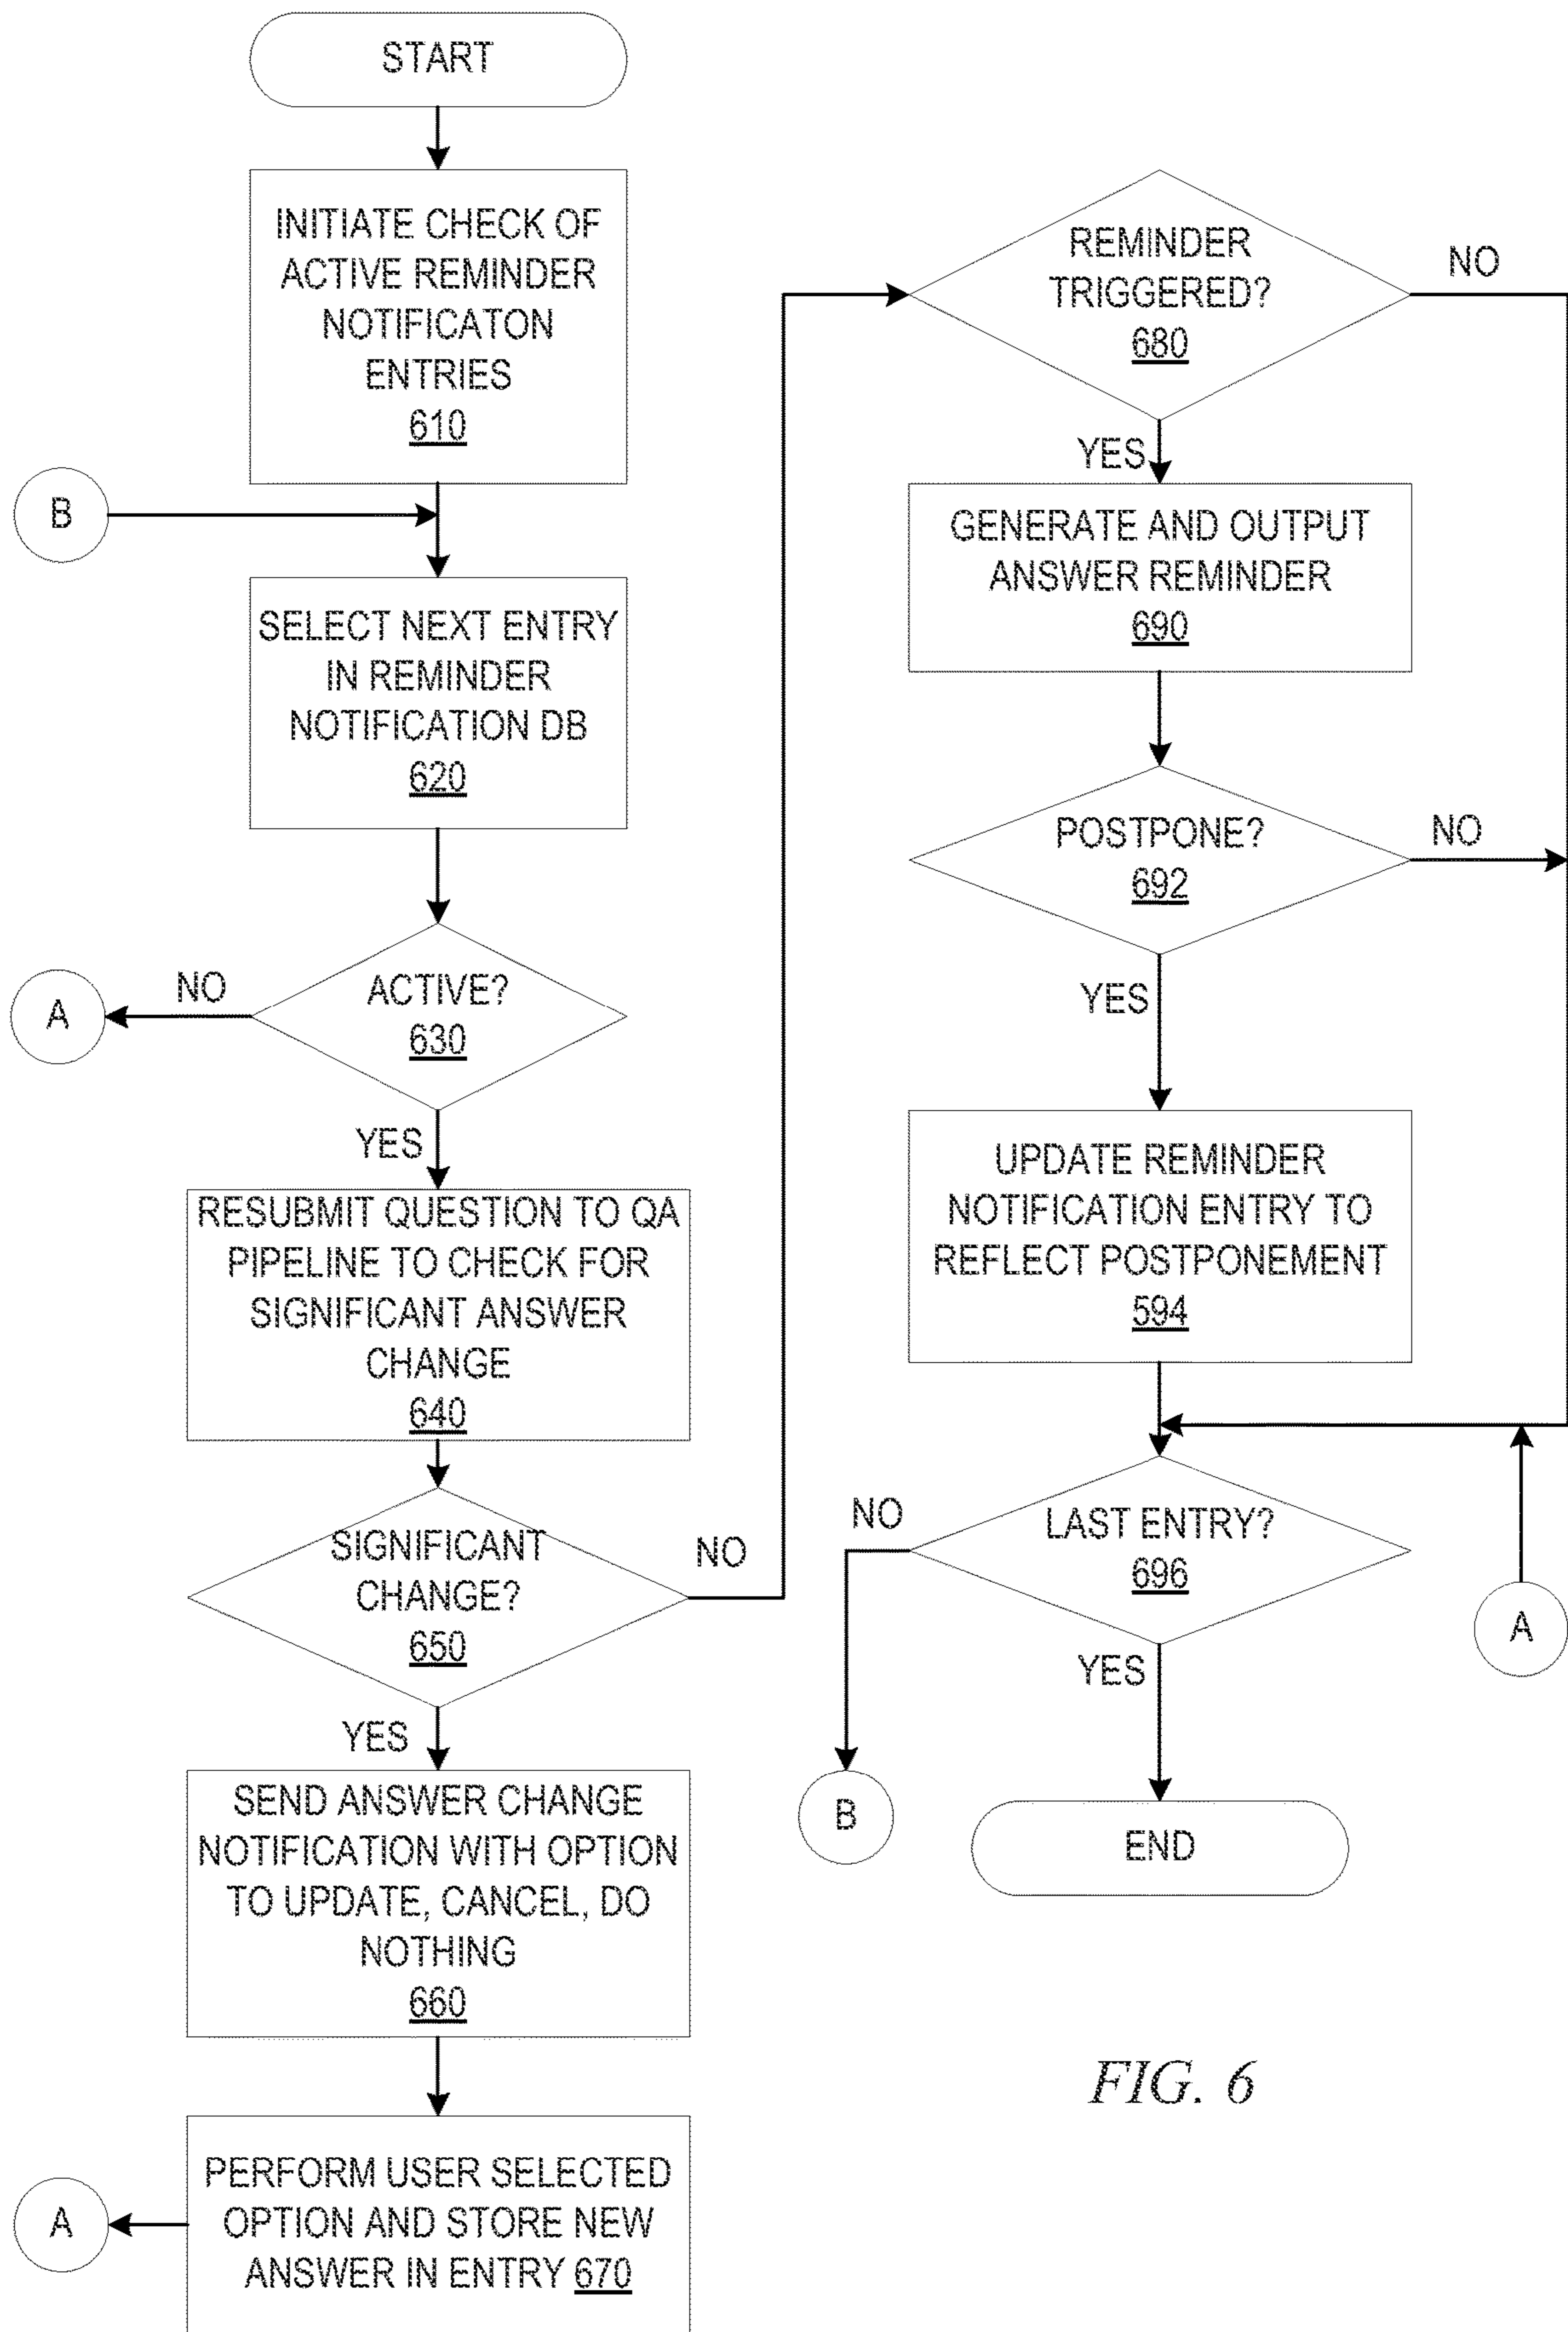 START
INITIATE CHECK OF
ACTIVE REMINDER
NOTIFICATON
ENTRIES
610
B
SELECT NEXT ENTRY
IN REMINDER
NOTIFICATION DB
620
ACTIVE?
630
NO
A
YES
RESUBMIT QUESTION TO QA
PIPELINE TO CHECK FOR
SIGNIFICANT ANSWER
CHANGE
640
SIGNIFICANT
CHANGE?
650
NO
YES
SEND ANSWER CHANGE
NOTIFICATION WITH OPTION
TO UPDATE, CANCEL, DO
NOTHING
660
PERFORM USER SELECTED
OPTION AND STORE NEW
ANSWER IN ENTRY 670
A
REMINDER
TRIGGERED?
680
NO
YES
GENERATE AND OUTPUT
ANSWER REMINDER
690
POSTPONE?
692
NO
YES
UPDATE REMINDER
NOTIFICATION ENTRY TO
REFLECT POSTPONEMENT
594
LAST ENTRY?
696
NO
B
YES
A
END
FIG. 6